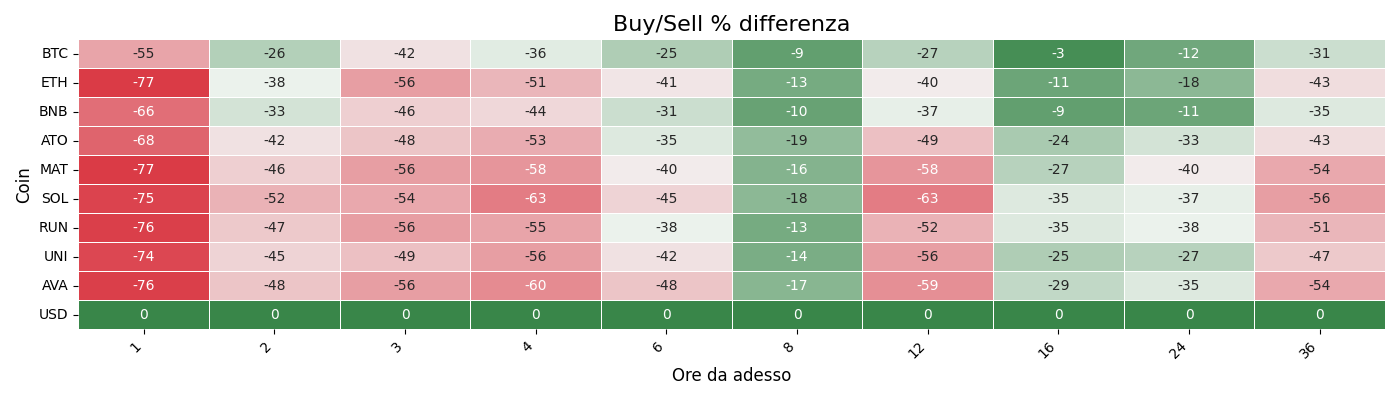 Buy/Sell % differenza
Coin
BTC -55 -26 -42 -36 -25 -9 -27 -3 -12 -31
ETH -77 -38 -56 -51 -41 -13 -40 -11 -18 -43
BNB -66 -33 -46 -44 -31 -10 -37 -9 -11 -35
ATO -68 -42 -48 -53 -35 -19 -49 -24 -33 -43
MAT -77 -46 -56 -58 -40 -16 -58 -27 -40 -54
SOL -75 -52 -54 -63 -45 -18 -63 -35 -37 -56
RUN -76 -47 -56 -55 -38 -13 -52 -35 -38 -51
UNI -74 -45 -49 -56 -42 -14 -56 -25 -27 -47
AVA -76 -48 -56 -60 -48 -17 -59 -29 -35 -54
USD 0 0 0 0 0 0 0 0 0 0
1 2 3 4 6 8 12 16 24 36
Ore da adesso